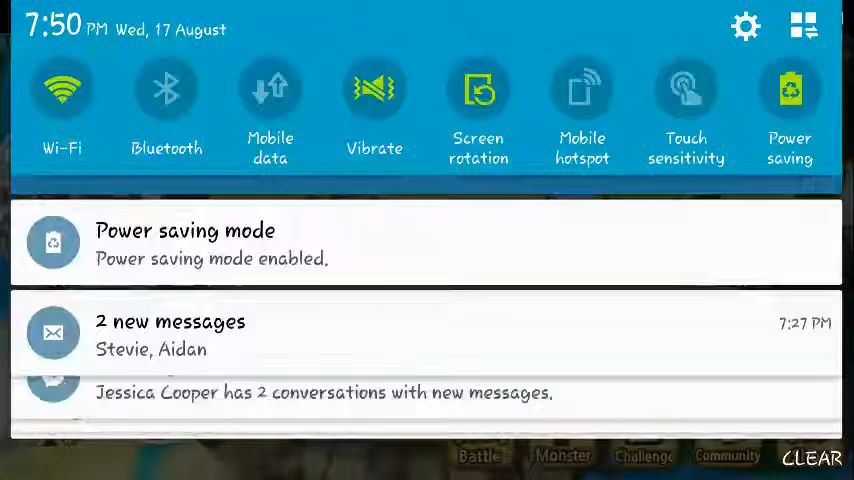 7:50 PM Wed, 17 August
Wi-Fi
Bluetooth
Mobile
data
Vibrate
Screen
rotation
Mobile
hotspot
Touch
sensitivity
Power
saving
Power saving mode
Power saving mode enabled.
2 new messages
7:27 PM
Stevie, Aidan
Jessica Cooper has 2 conversations with new messages.
Battle
Monster
Challenge
Community
CLEAR